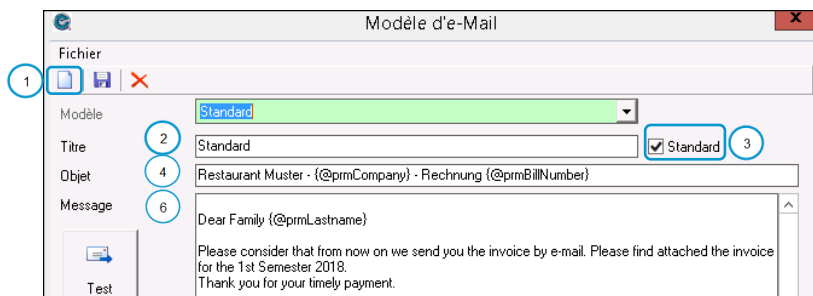 Modèle d'e-Mail
x
Fichier
1
Modèle
Standard
Titre
2
Standard
Standard
3
Objet
4
Restaurant Muster - {@prmCompany} - Rechnung {@prmBillNumber}
Message
6
Dear Family {@prmLastname}
Please consider that from now on we send you the invoice by e-mail. Please find attached the invoice
for the 1st Semester 2018.
Thank you for your timely payment.
Test